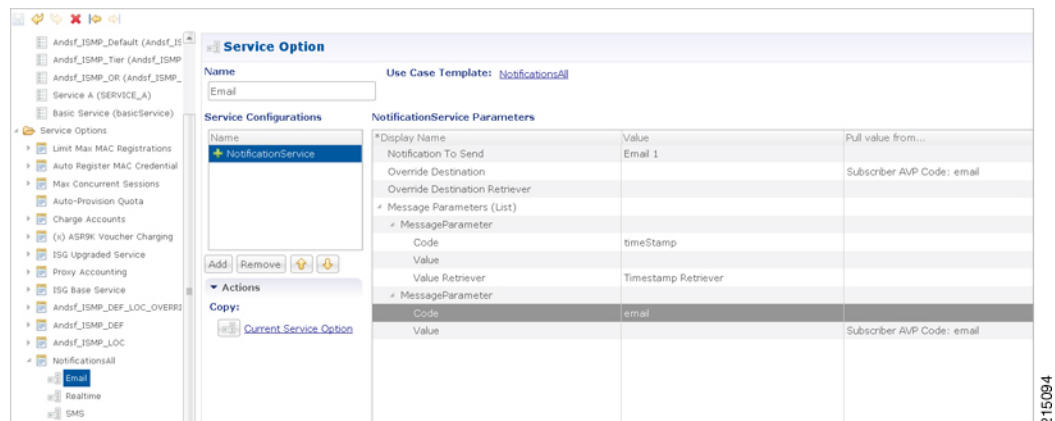 Andsf_ISMP_Default (Andsf_IS
Andsf_ISMP_Tier (Andsf_ISMP
Andsf_ISMP_OR (Andsf_ISMP_
Service A (SERVICE_A)
Basic Service (basicService)
Service Options
Limit Max MAC Registrations
Auto Register MAC Credential
Max Concurrent Sessions
Auto-Provision Quota
Charge Accounts
(x) ASR9K Voucher Charging
ISG Upgraded Service
Proxy Accounting
ISG Base Service
Andsf_ISMP_DEF_LOC_OVERRI
Andsf_ISMP_DEF
Andsf_ISMP_LOC
NotificationsAll
Email
Realtime
SMS
Service Option
Name
Use Case Template: NotificationsAll
Email
Service Configurations
Name
NotificationService
Add Remove
Actions
Copy:
Current Service Option
NotificationService Parameters
*Display Name Value Pull value from...
Notification To Send Email 1
Override Destination Subscriber AVP Code: email
Override Destination Retriever
Message Parameters (List)
MessageParameter
Code timeStamp
Value
Value Retriever Timestamp Retriever
MessageParameter
Code email
Value Subscriber AVP Code: email
215094